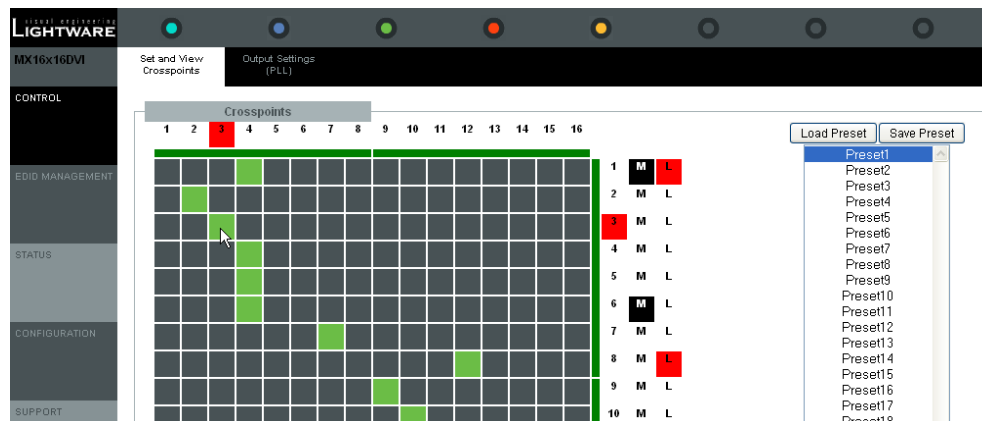 visual engineering
LIGHTWARE
MX16x16DVI
Set and View
Crosspoints
Output Settings
(PLL)
CONTROL
EDID MANAGEMENT
STATUS
CONFIGURATION
SUPPORT
Crosspoints
1 2 3 4 5 6 7 8 9 10 11 12 13 14 15 16
1 M L
2 M L
3 M L
4 M L
5 M L
6 M L
7 M L
8 M L
9 M L
10 M L
Load Preset Save Preset
Preset1
Preset2
Preset3
Preset4
Preset5
Preset6
Preset7
Preset8
Preset9
Preset10
Preset11
Preset12
Preset13
Preset14
Preset15
Preset16
Preset17
Preset18